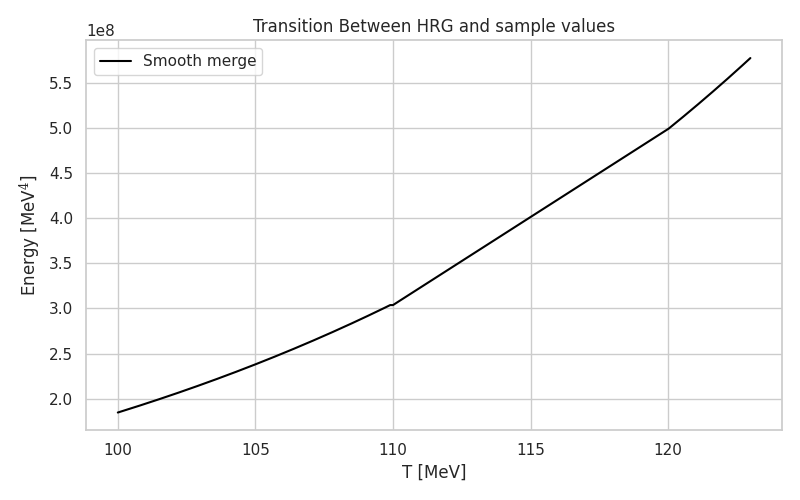 Transition Between HRG and sample values
1e8
Smooth merge
5.5
5.0
4.5
4.0
3.5
3.0
2.5
2.0
Energy [MeV⁴]
100 105 110 115 120
T [MeV]